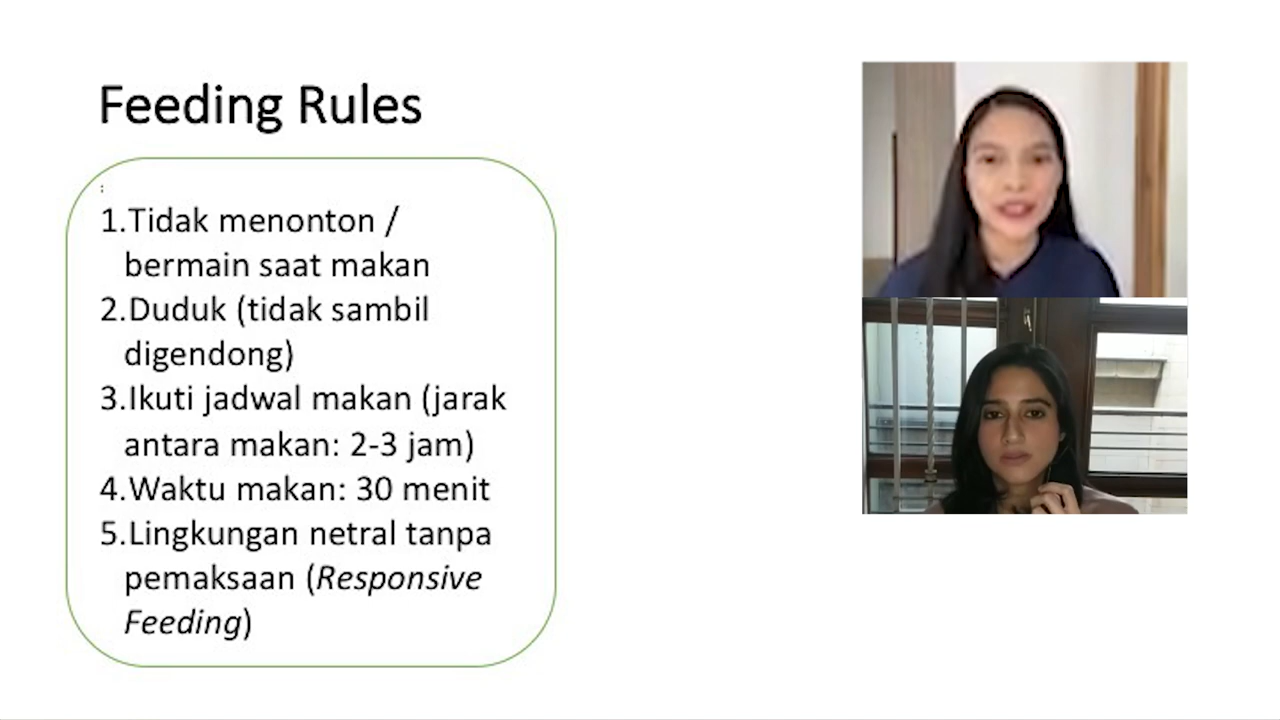 Feeding Rules
:
1.Tidak menonton /
bermain saat makan
2.Duduk (tidak sambil
digendong)
3.Ikuti jadwal makan (jarak
antara makan: 2-3 jam)
4.Waktu makan: 30 menit
5.Lingkungan netral tanpa
pemaksaan (Responsive
Feeding)